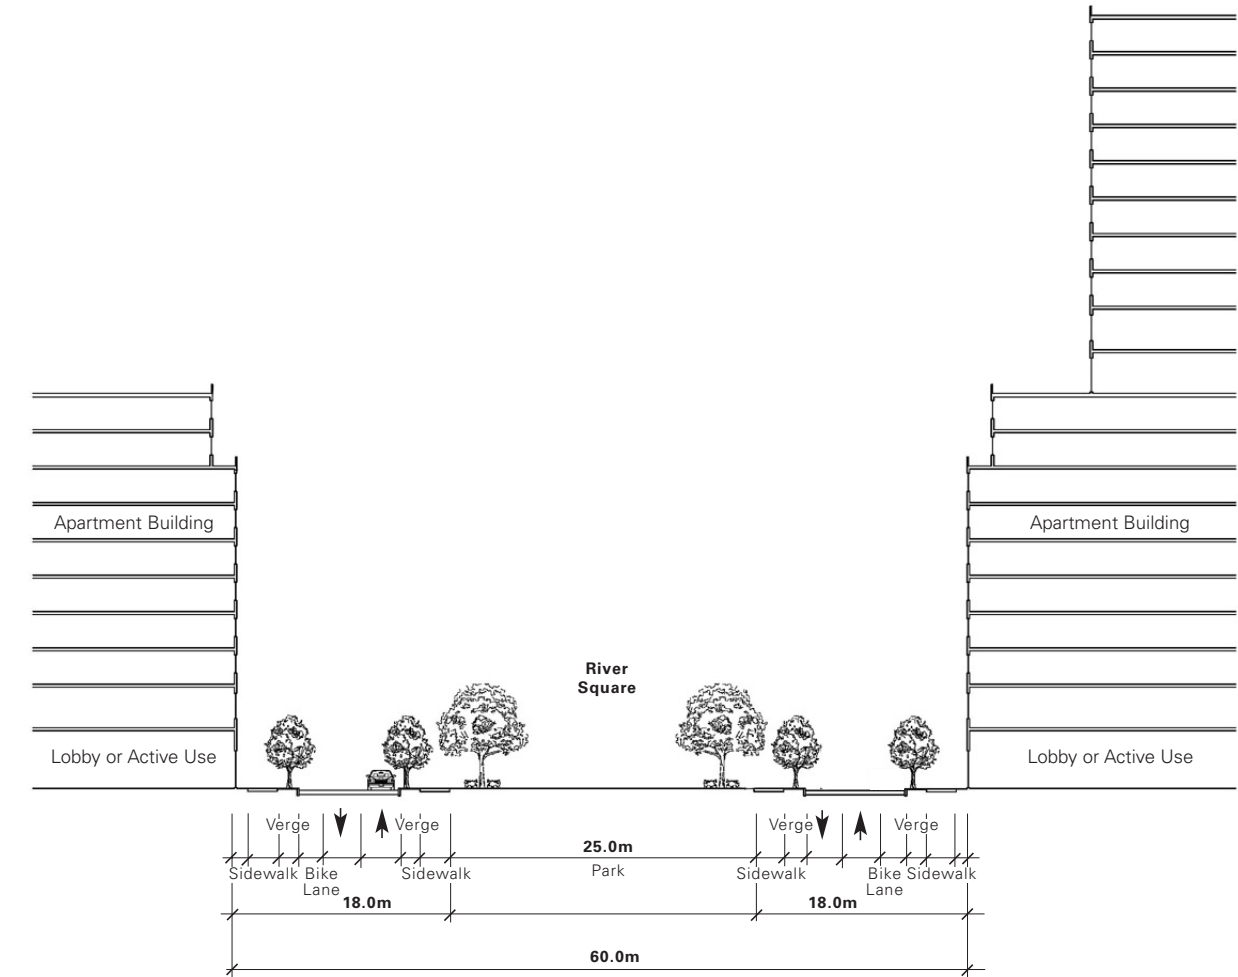 Apartment Building
Apartment Building
River
Square
Lobby or Active Use
Lobby or Active Use
Verge
Verge
Verge
Verge
25.0m
Park
Sidewalk
Bike
Lane
Sidewalk
Sidewalk
Bike
Lane
Sidewalk
18.0m
18.0m
60.0m